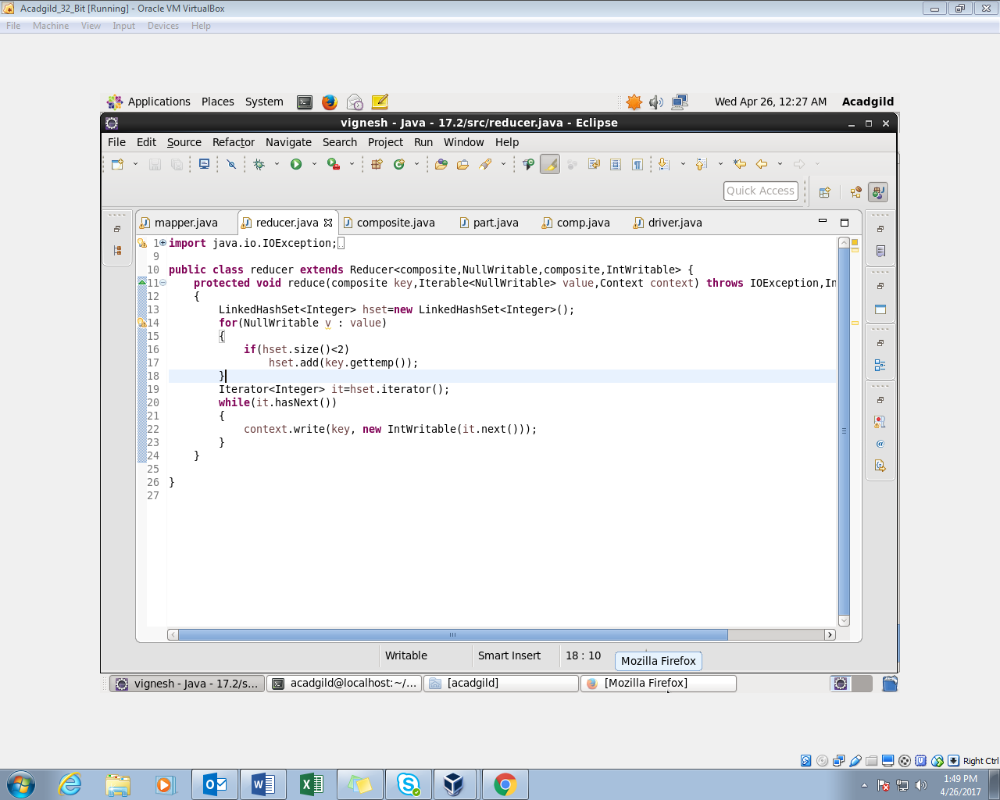 Acadgild_32_Bit [Running] - Oracle VM VirtualBox
File Machine View Input Devices Help
Applications Places System Wed Apr 26, 12:27 AM Acadgild
vignesh - Java - 17.2/src/reducer.java - Eclipse
File Edit Source Refactor Navigate Search Project Run Window Help
Quick Access
mapper.java reducer.java composite.java part.java comp.java driver.java
1 import java.io.IOException;
9
10 public class reducer extends Reducer<composite,NullWritable,composite,IntWritable> {
11 protected void reduce(composite key,Iterable<NullWritable> value,Context context) throws IOException,In
12 {
13 LinkedHashSet<Integer> hset=new LinkedHashSet<Integer>();
14 for(NullWritable v : value)
15 {
16 if(hset.size()<2)
17 hset.add(key.gettemp());
18 }
19 Iterator<Integer> it=hset.iterator();
20 while(it.hasNext())
21 {
22 context.write(key, new IntWritable(it.next()));
23 }
24 }
25
26 }
27
Writable Smart Insert 18 : 10
Mozilla Firefox
vignesh - Java - 17.2/s... acadgild@localhost:~/... [acadgild] [Mozilla Firefox]
Right Ctrl
1:49 PM
4/26/2017